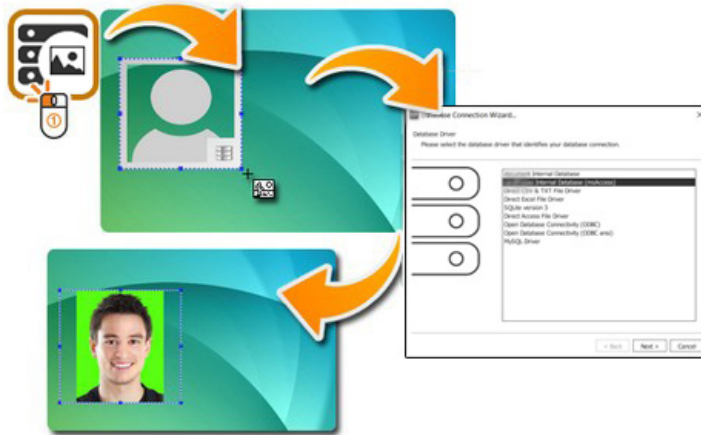 ①
Database Connection Wizard...
Database Driver
Please select the database driver that identifies your database connection.
Internal Database
Internal Database (myAccess)
Direct CSV & TXT File Driver
Direct Excel File Driver
SQLite version 3
Direct Access File Driver
Open Database Connectivity (ODBC)
Open Database Connectivity (ODBC ansi)
MySQL Driver
< Back
Next >
Cancel